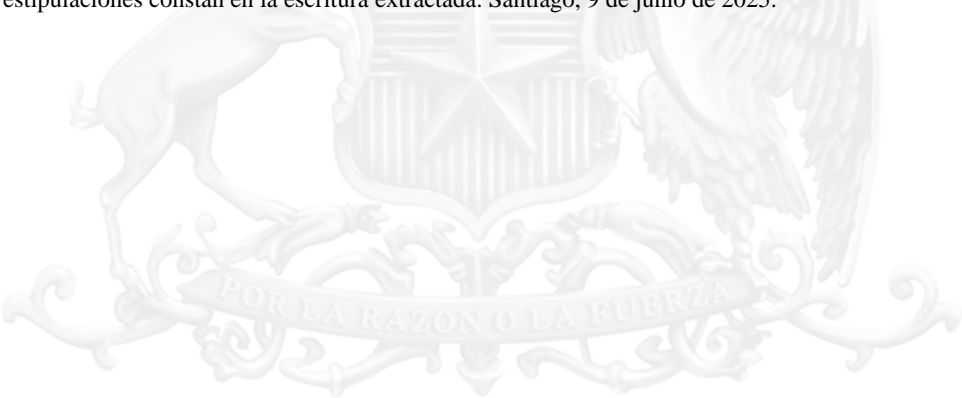 estipulaciones constan en la escritura extractada. Santiago, 9 de junio de 2025.
POR LA RAZON O LA FUERZA